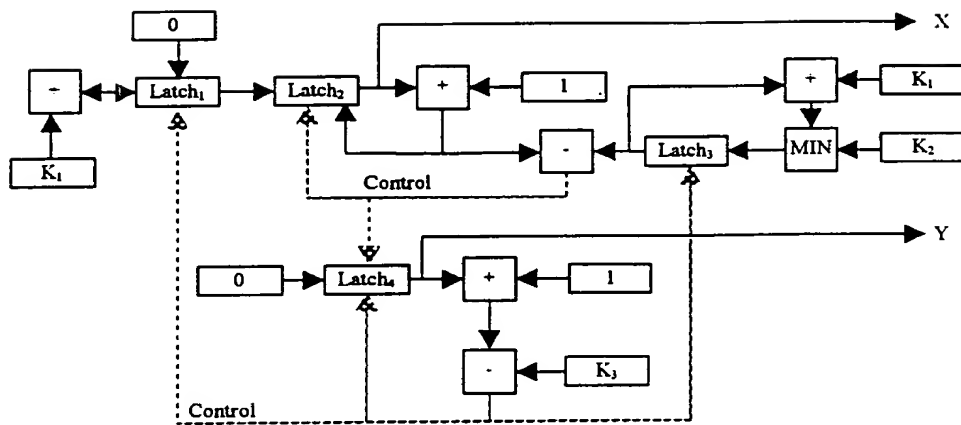 0
X
÷
Latch₁
Latch₂
+
1
+
K₁
K₁
-
Latch₃
MIN
K₂
Control
Y
0
Latch₄
+
1
-
K₃
Control